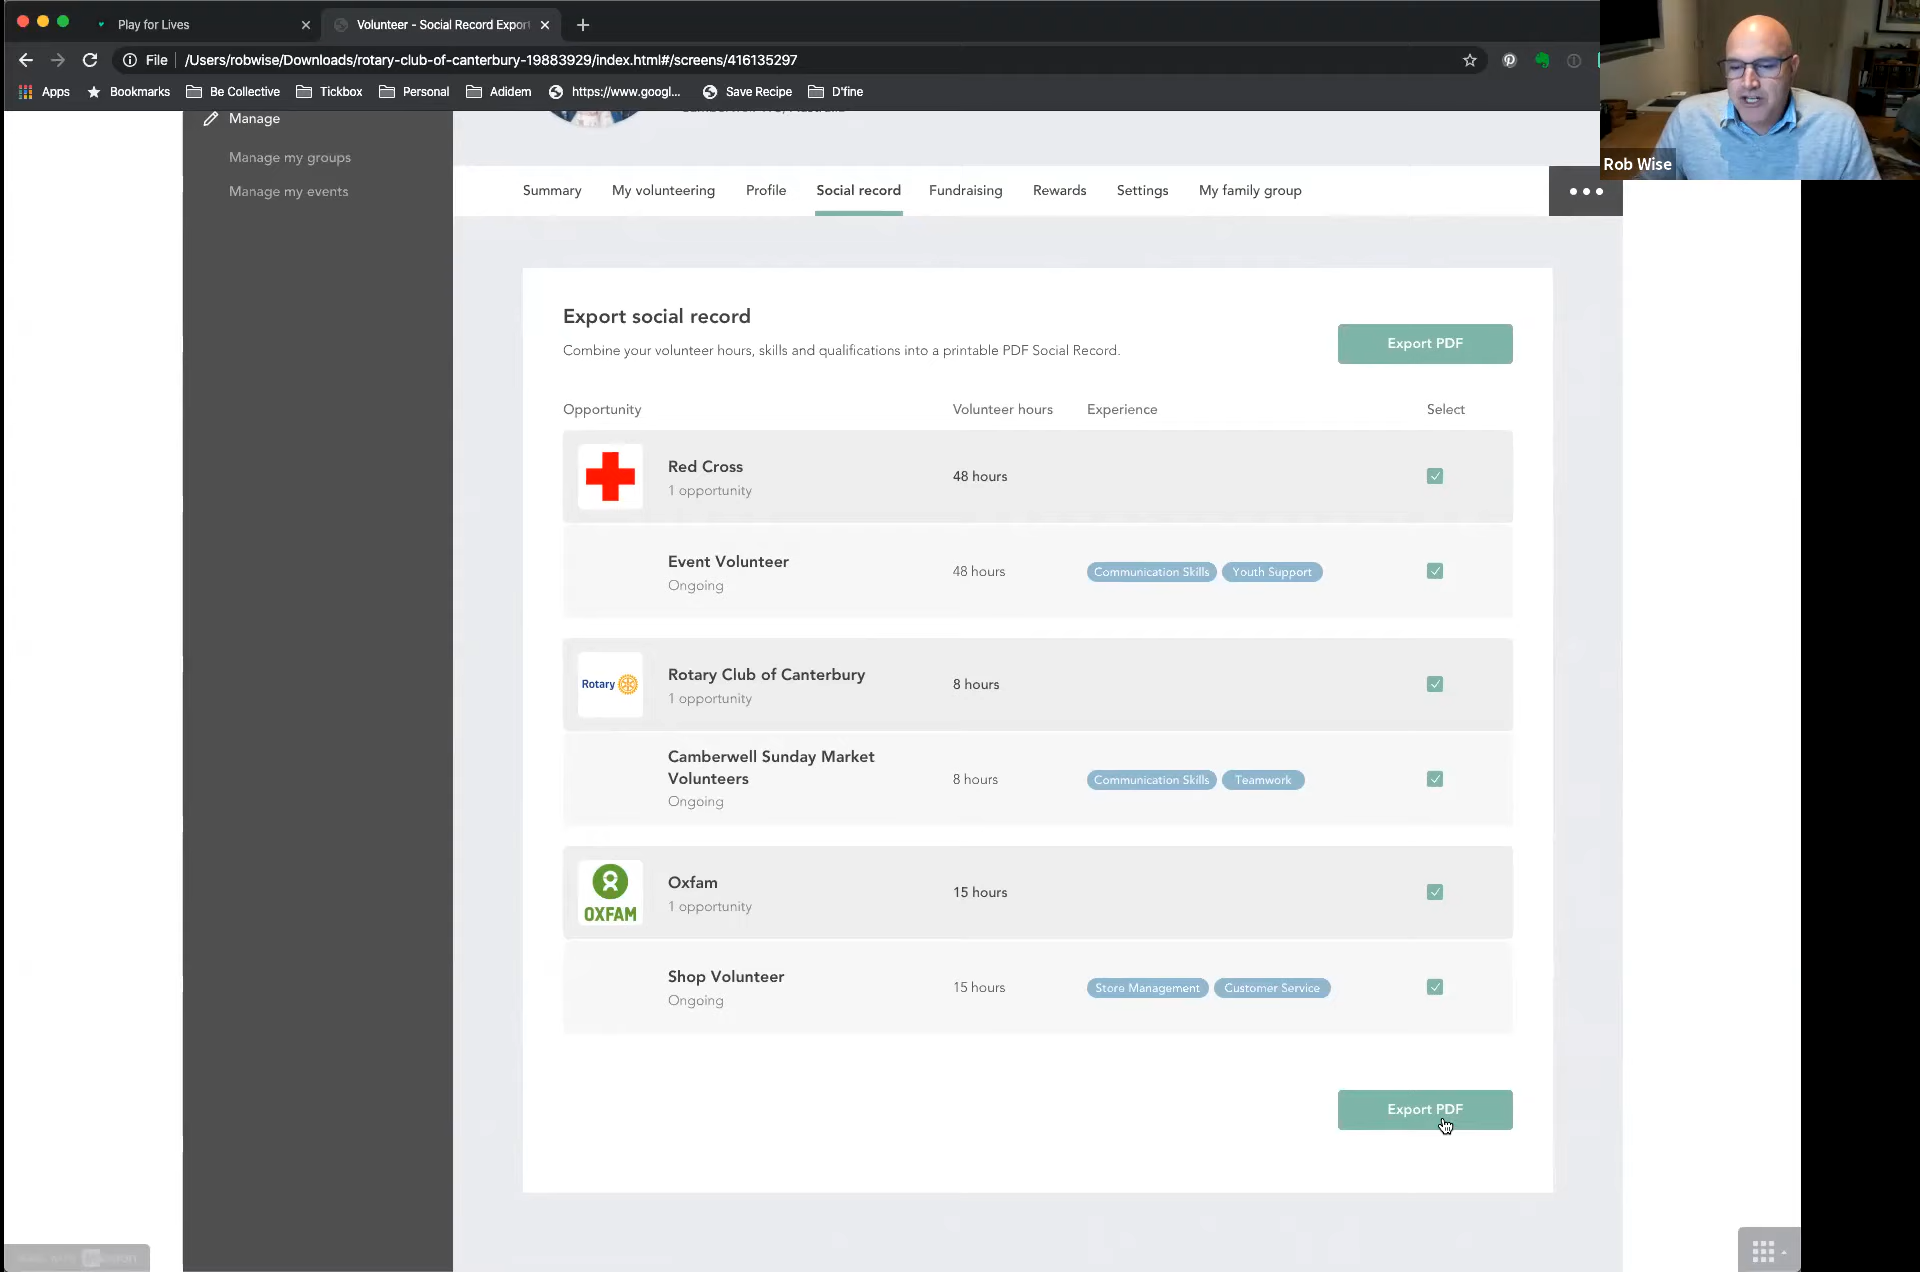 Play for Lives
Volunteer - Social Record Export
File
/Users/robwise/Downloads/rotary-club-of-canterbury-19883929/index.html#/screens/416135297
Apps
Bookmarks
Be Collective
Tickbox
Personal
Adidem
https://www.googl...
Save Recipe
D'fine
Rob Wise
Manage
Manage my groups
Manage my events
Summary
My volunteering
Profile
Social record
Fundraising
Rewards
Settings
My family group
Export social record
Combine your volunteer hours, skills and qualifications into a printable PDF Social Record.
Export PDF
Opportunity
Volunteer hours
Experience
Select
Red Cross
1 opportunity
48 hours
Event Volunteer
Ongoing
48 hours
Communication Skills
Youth Support
Rotary
Rotary Club of Canterbury
1 opportunity
8 hours
Camberwell Sunday Market
Volunteers
Ongoing
8 hours
Communication Skills
Teamwork
OXFAM
Oxfam
1 opportunity
15 hours
Shop Volunteer
Ongoing
15 hours
Store Management
Customer Service
Export PDF